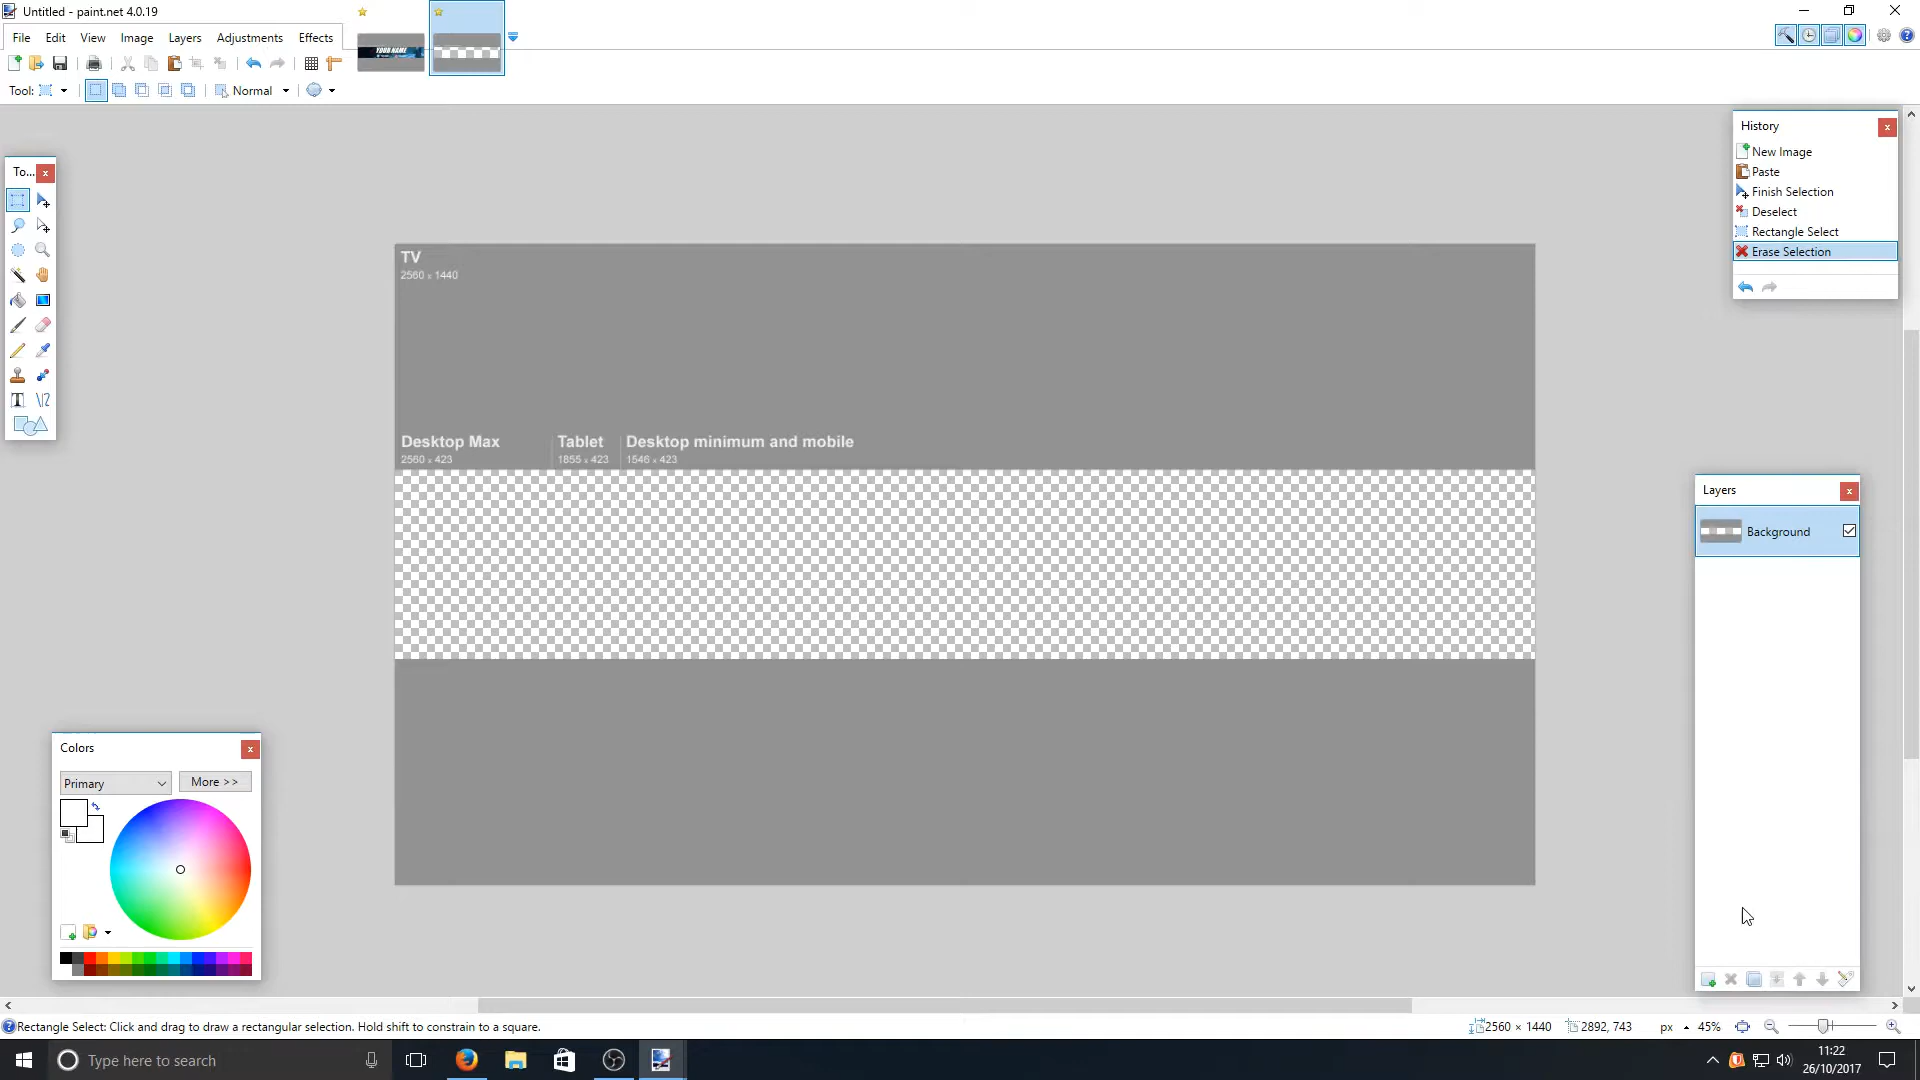 Untitled - paint.net 4.0.19
File Edit View Image Layers Adjustments Effects
YOUR NAME
Tool: Normal
To...
History
New Image
Paste
Finish Selection
Deselect
Rectangle Select
Erase Selection
TV
2560 x 1440
Desktop Max
2560 x 423
Tablet
1855 x 423
Desktop minimum and mobile
1546 x 423
Layers
Background
Colors
Primary
More >>
Rectangle Select: Click and drag to draw a rectangular selection. Hold shift to constrain to a square.
2560 × 1440 2892, 743 px 45%
Type here to search
11:22
26/10/2017